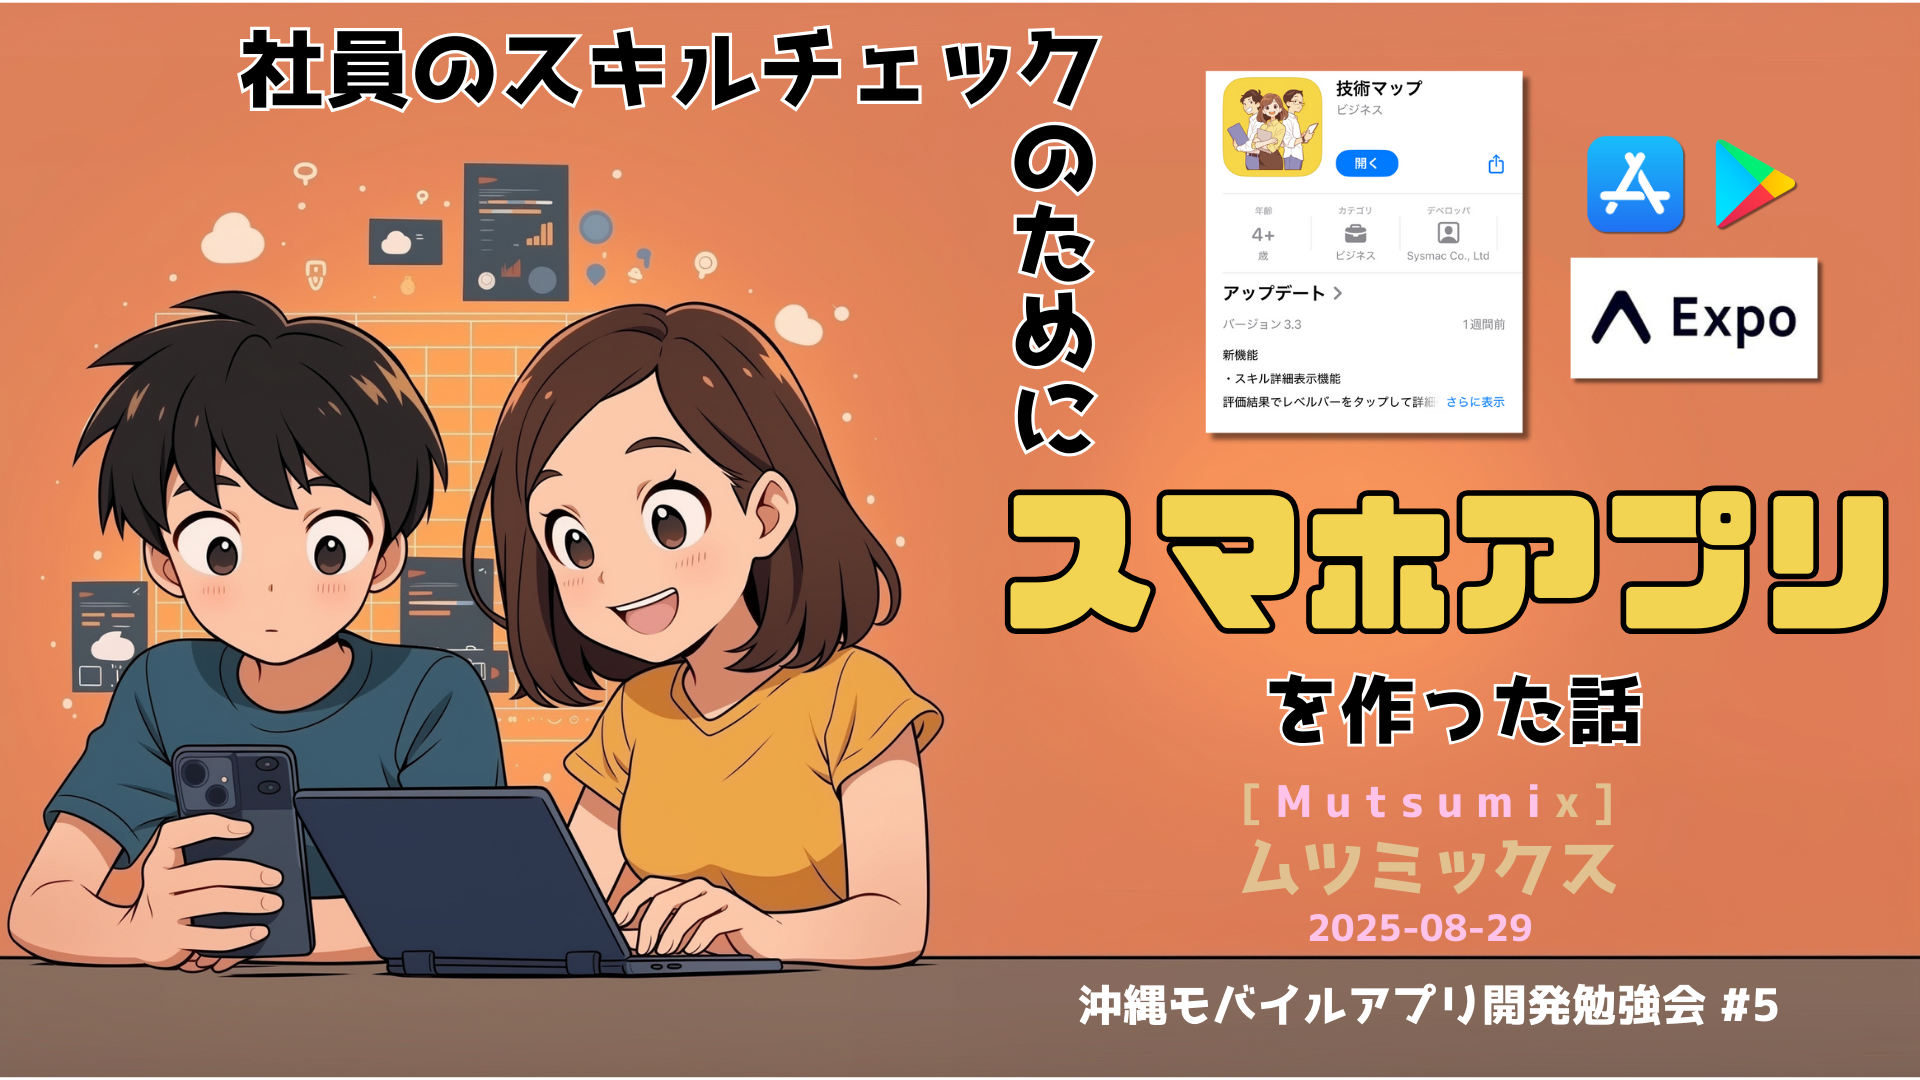 社員のスキルチェック
のために
技術マップ
ビジネス
開く
年齢
4+
歳
カテゴリ
ビジネス
デベロッパ
Sysmac Co., Ltd
アップデート
バージョン 3.3
1週間前
新機能
・スキル詳細表示機能
評価結果でレベルバーをタップして詳細
さらに表示
Expo
スマホアプリ
を作った話
[Mutsumix]
ムツミックス
2025-08-29
沖縄モバイルアプリ開発勉強会 #5